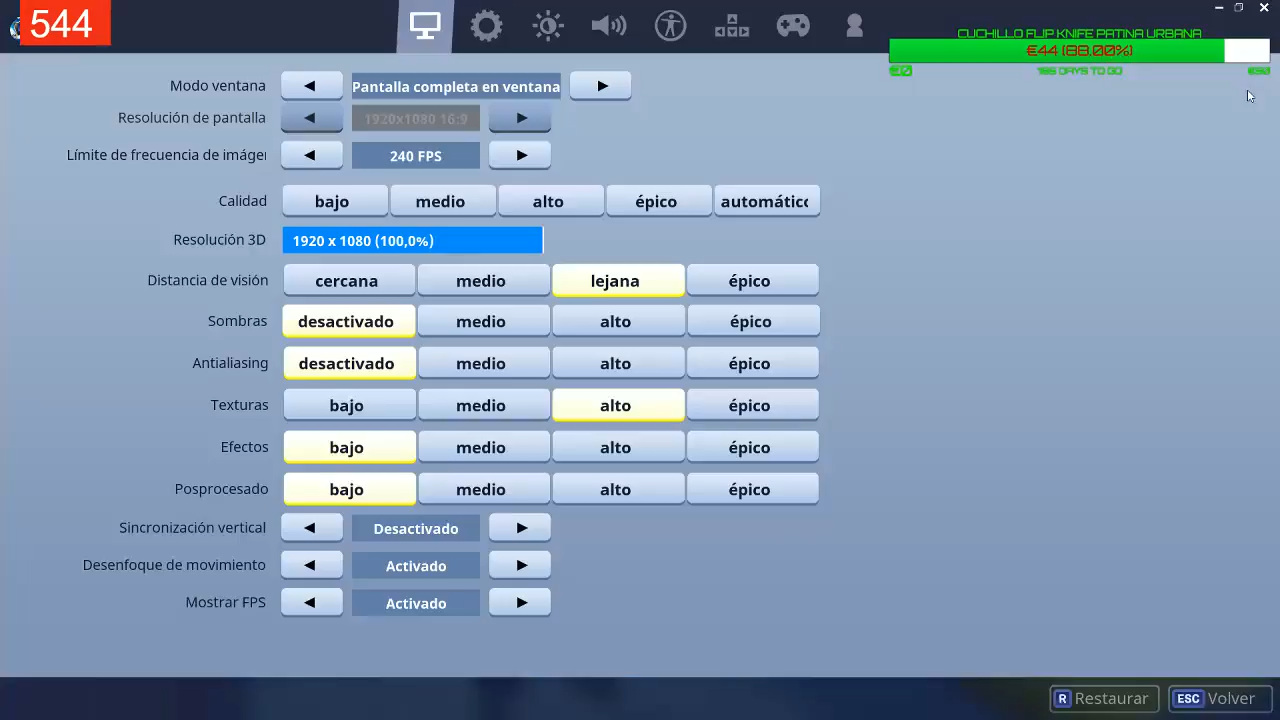 544
CUCHILLO FLIP KNIFE PATINA URBANA
€44 (88.00%)
€0
€50
Modo ventana ◄ Pantalla completa en ventana ►
Resolución de pantalla ◄ 1920x1080 16:9 ►
Límite de frecuencia de imáger ◄ 240 FPS ►
Calidad bajo medio alto épico automático
Resolución 3D 1920 x 1080 (100,0%)
Distancia de visión cercana medio lejana épico
Sombras desactivado medio alto épico
Antialiasing desactivado medio alto épico
Texturas bajo medio alto épico
Efectos bajo medio alto épico
Posprocesado bajo medio alto épico
Sincronización vertical ◄ Desactivado ►
Desenfoque de movimiento ◄ Activado ►
Mostrar FPS ◄ Activado ►
R Restaurar ESC Volver